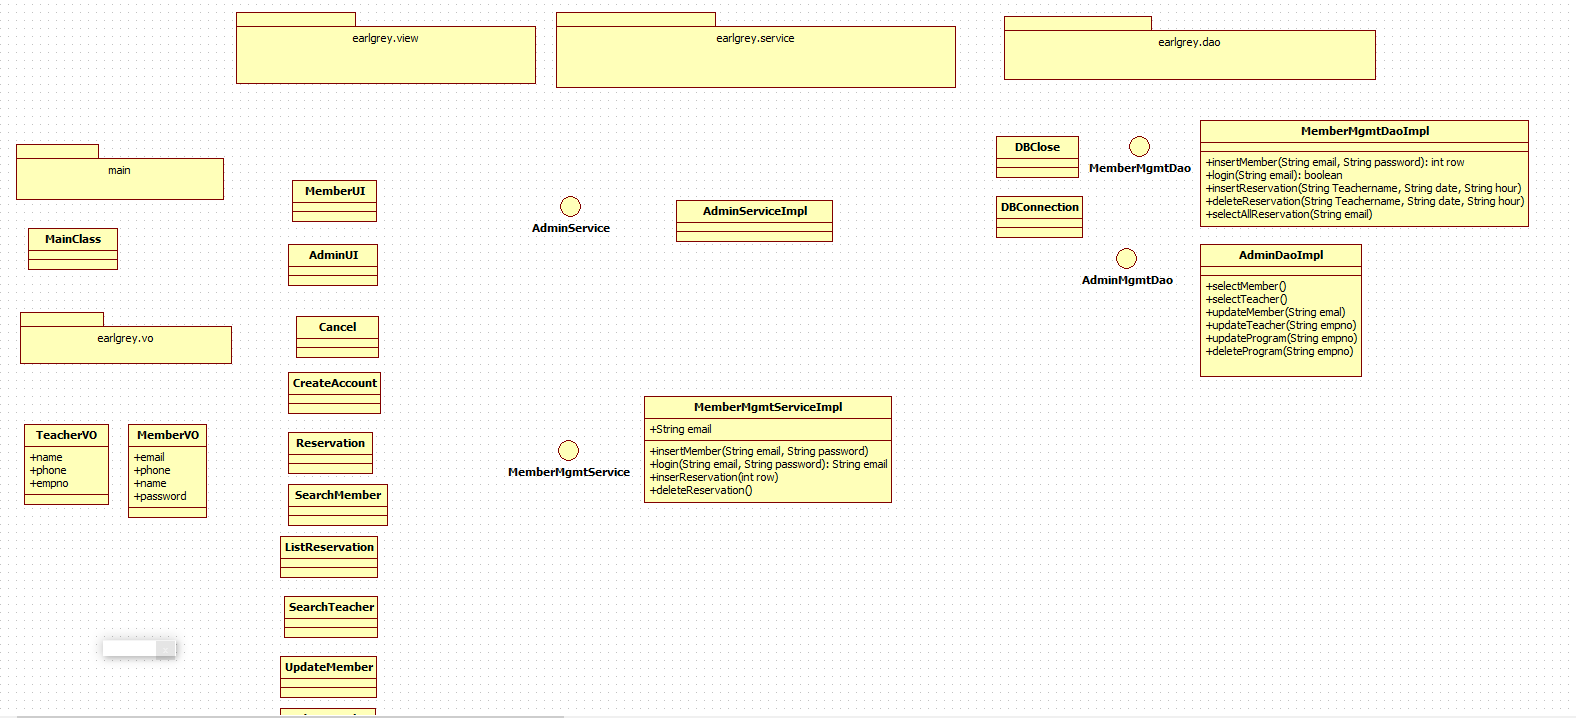 earlgrey.view
earlgrey.service
earlgrey.dao
main
MainClass
earlgrey.vo
TeacherVO
+name
+phone
+empno
MemberVO
+email
+phone
+name
+password
MemberUI
AdminUI
Cancel
CreateAccount
Reservation
SearchMember
ListReservation
SearchTeacher
UpdateMember
AdminService
AdminServiceImpl
MemberMgmtService
MemberMgmtServiceImpl
+String email
+insertMember(String email, String password)
+login(String email, String password): String email
+inserReservation(int row)
+deleteReservation()
DBClose
DBConnection
MemberMgmtDao
AdminMgmtDao
MemberMgmtDaoImpl
+insertMember(String email, String password): int row
+login(String email): boolean
+insertReservation(String Teachername, String date, String hour)
+deleteReservation(String Teachername, String date, String hour)
+selectAllReservation(String email)
AdminDaoImpl
+selectMember()
+selectTeacher()
+updateMember(String emal)
+updateTeacher(String empno)
+updateProgram(String empno)
+deleteProgram(String empno)